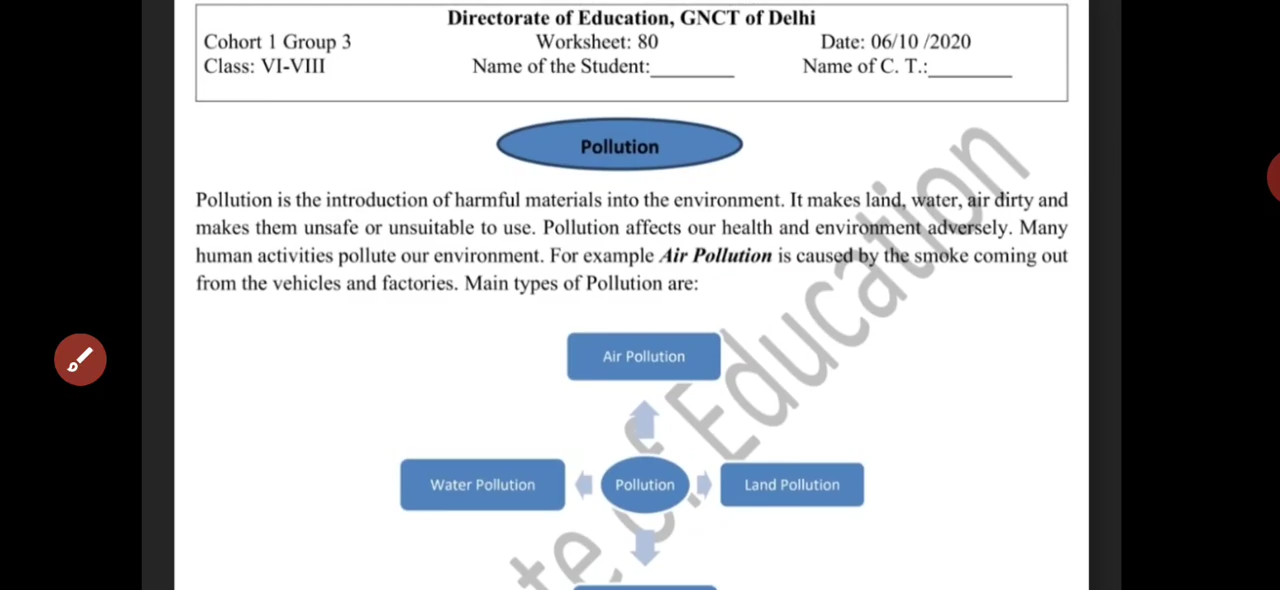 Directorate of Education, GNCT of Delhi
Cohort 1 Group 3 Worksheet: 80 Date: 06/10 /2020
Class: VI-VIII Name of the Student:________ Name of C. T.:________
Pollution
Pollution is the introduction of harmful materials into the environment. It makes land, water, air dirty and
makes them unsafe or unsuitable to use. Pollution affects our health and environment adversely. Many
human activities pollute our environment. For example Air Pollution is caused by the smoke coming out
from the vehicles and factories. Main types of Pollution are:
Air Pollution
Water Pollution Pollution Land Pollution
te of Education